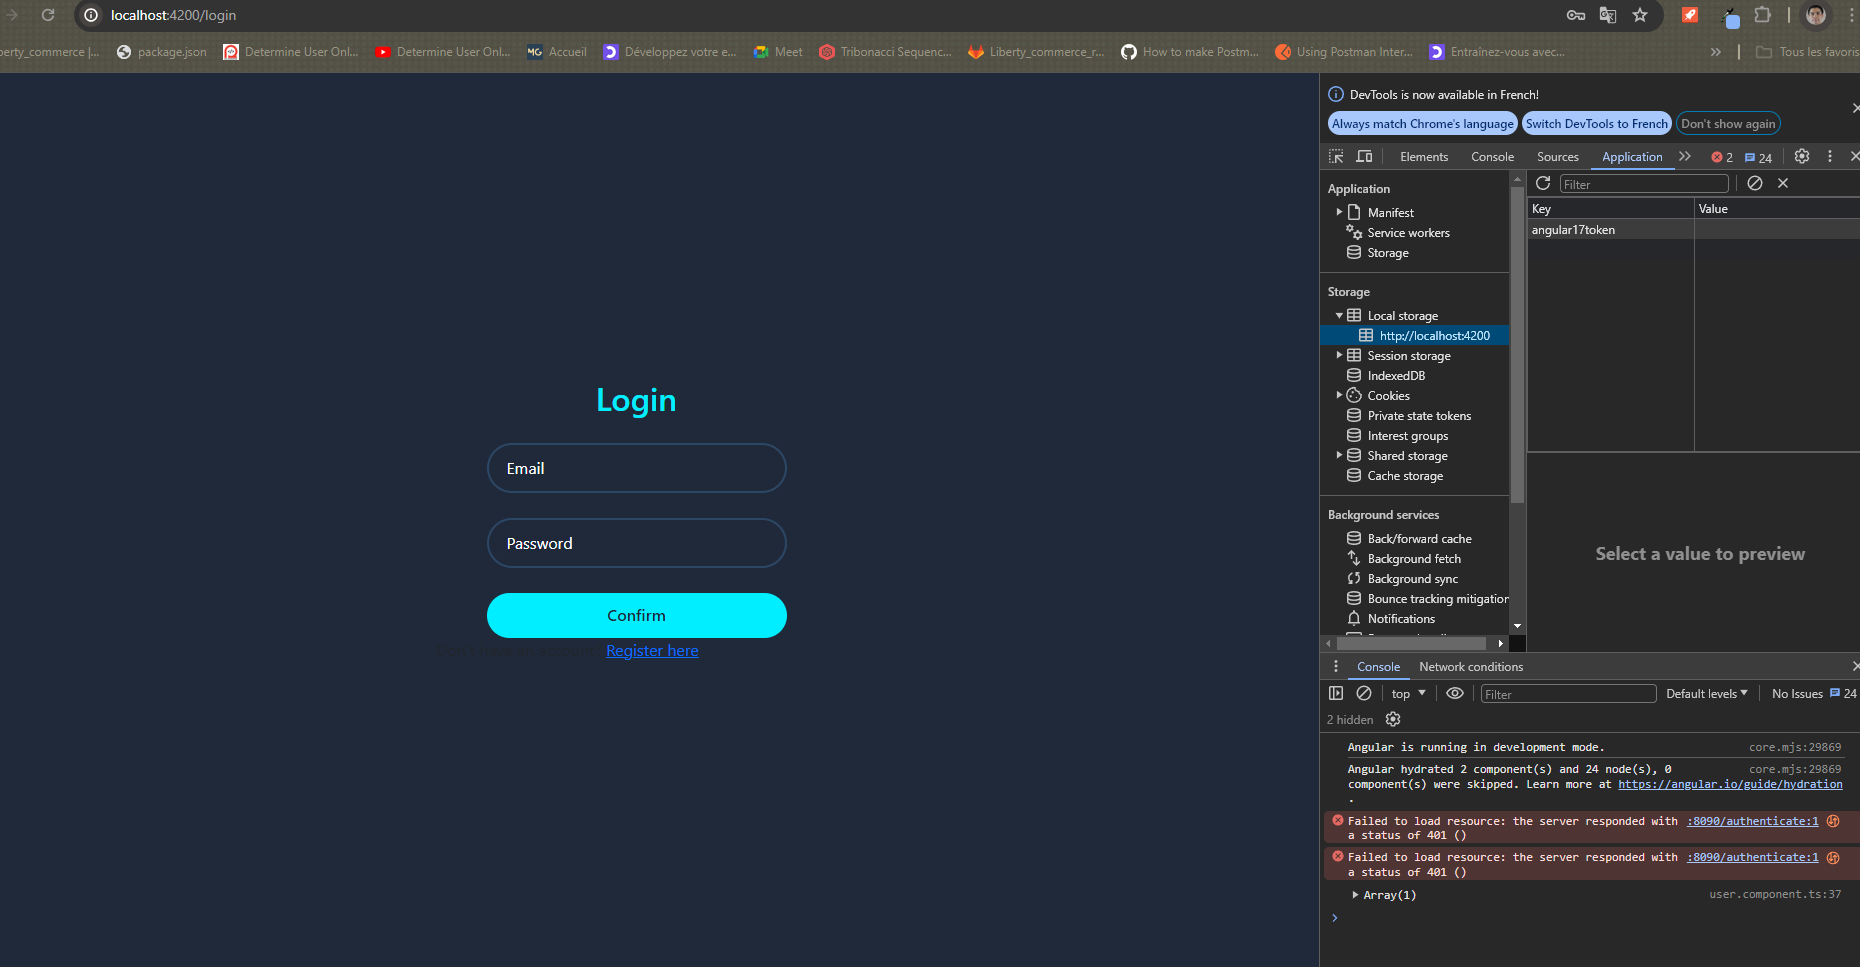 localhost:4200/login
berty_commerce |...
package.json
Determine User Onl...
Determine User Onl...
MG Accueil
Développez votre e...
Meet
Tribonacci Sequenc...
Liberty_commerce_r...
How to make Postm...
Using Postman Inter...
Entraînez-vous avec...
»
Tous les favoris
DevTools is now available in French!
Always match Chrome's language
Switch DevTools to French
Don't show again
Elements
Console
Sources
Application
2
24
Application
Manifest
Service workers
Storage
Storage
Local storage
http://localhost:4200
Session storage
IndexedDB
Cookies
Private state tokens
Interest groups
Shared storage
Cache storage
Background services
Back/forward cache
Background fetch
Background sync
Bounce tracking mitigation
Notifications
Filter
Key
Value
angular17token
Select a value to preview
Login
Email
Password
Confirm
Register here
Console
Network conditions
top
Filter
Default levels
No Issues
24
2 hidden
Angular is running in development mode.
core.mjs:29869
Angular hydrated 2 component(s) and 24 node(s), 0
core.mjs:29869
component(s) were skipped. Learn more at https://angular.io/guide/hydration
.
Failed to load resource: the server responded with
:8090/authenticate:1
a status of 401 ()
Failed to load resource: the server responded with
:8090/authenticate:1
a status of 401 ()
Array(1)
user.component.ts:37